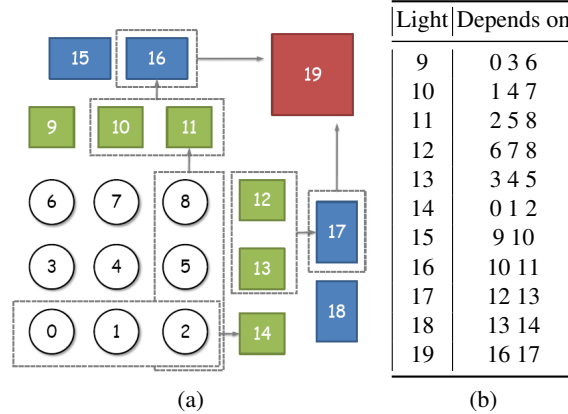 15 16 19
9 10 11
6 7 8 12
3 4 5 13 17
0 1 2 14 18
(a)
Light Depends on
9 0 3 6
10 1 4 7
11 2 5 8
12 6 7 8
13 3 4 5
14 0 1 2
15 9 10
16 10 11
17 12 13
18 13 14
19 16 17
(b)